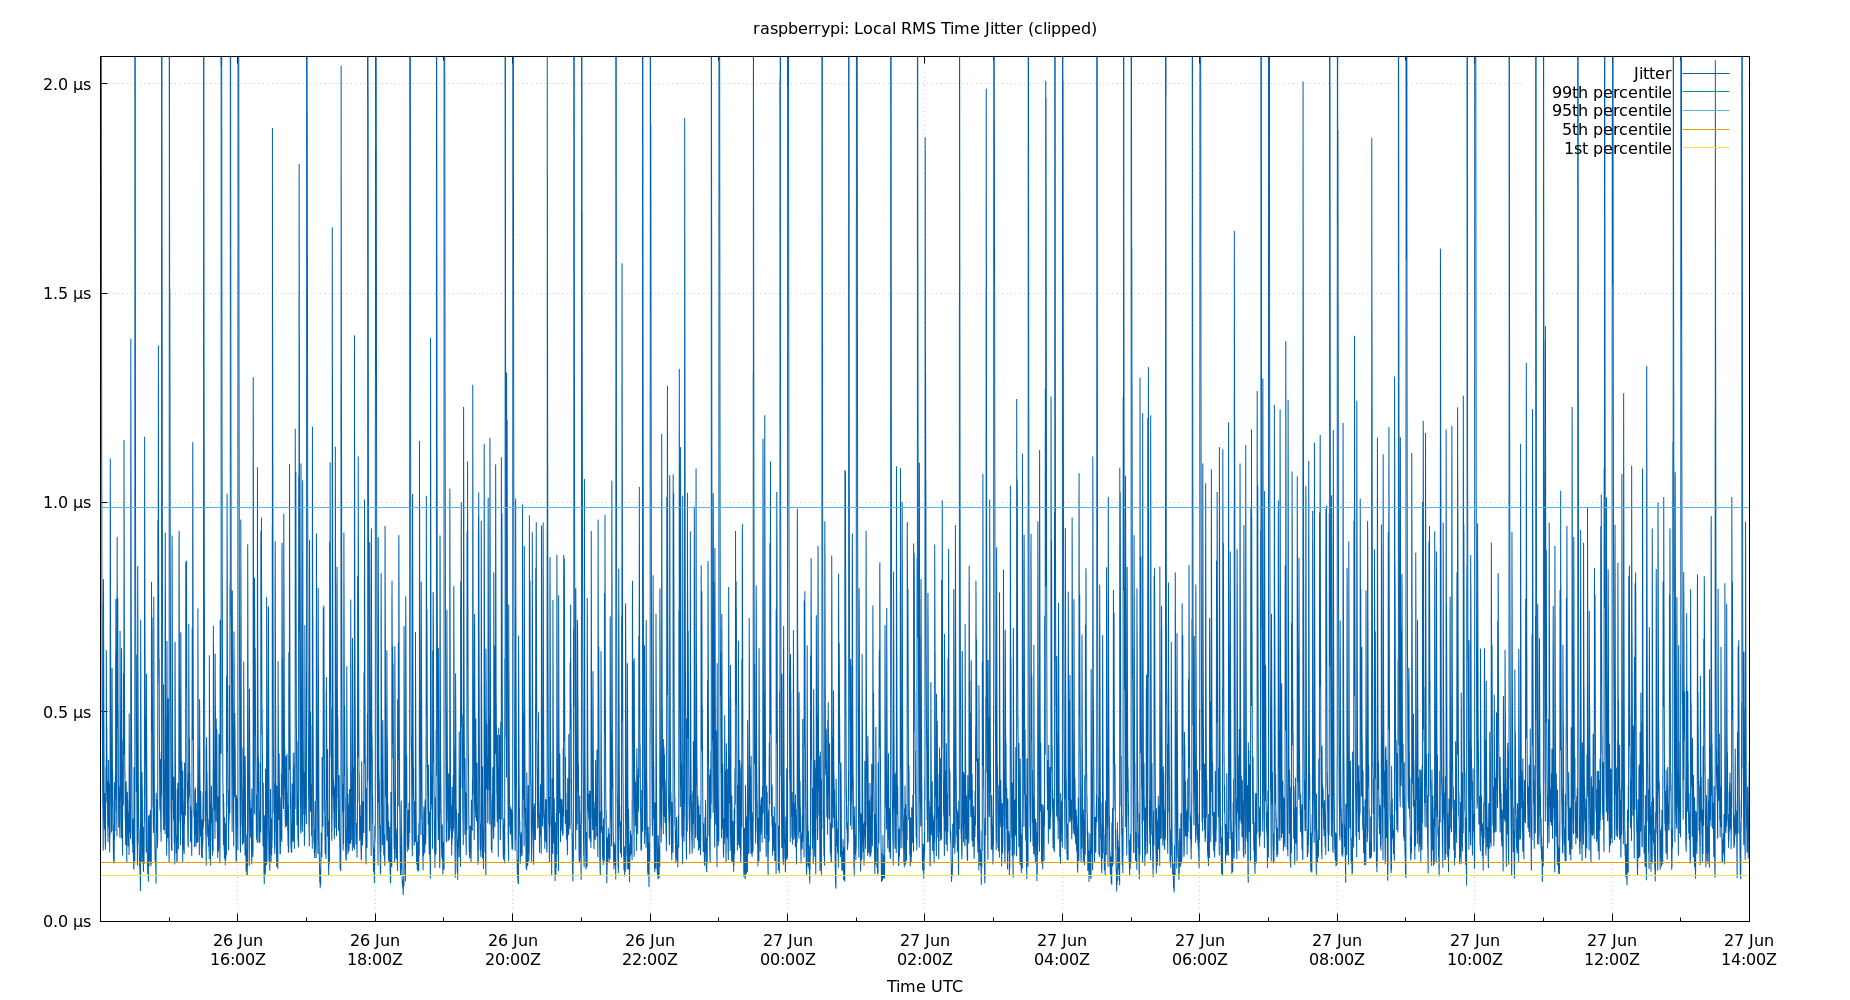 raspberrypi: Local RMS Time Jitter (clipped)
2.0 µs
1.5 µs
1.0 µs
0.5 µs
0.0 µs
Jitter
99th percentile
95th percentile
5th percentile
1st percentile
26 Jun 26 Jun 26 Jun 26 Jun 27 Jun 27 Jun 27 Jun 27 Jun 27 Jun 27 Jun 27 Jun 27 Jun
16:00Z 18:00Z 20:00Z 22:00Z 00:00Z 02:00Z 04:00Z 06:00Z 08:00Z 10:00Z 12:00Z 14:00Z
Time UTC